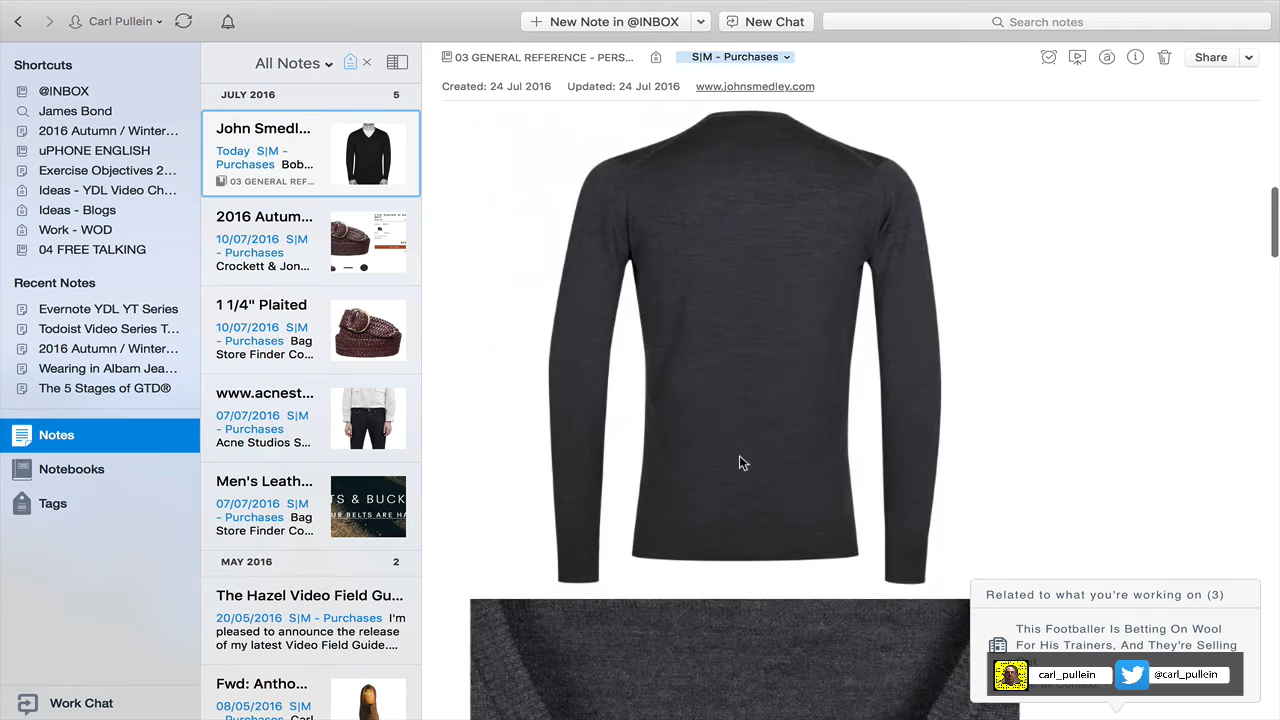 Carl Pullein
New Note in @INBOX
New Chat
Search notes
Shortcuts
@INBOX
James Bond
2016 Autumn / Winter...
uPHONE ENGLISH
Exercise Objectives 2...
Ideas - YDL Video Ch...
Ideas - Blogs
Work - WOD
04 FREE TALKING
Recent Notes
Evernote YDL YT Series
Todoist Video Series T...
2016 Autumn / Winter...
Wearing in Albam Jea...
The 5 Stages of GTD®
Notes
Notebooks
Tags
Work Chat
All Notes
JULY 2016 5
John Smedl...
Today S|M -
Purchases Bob...
03 GENERAL REF...
2016 Autum...
10/07/2016 S|M
- Purchases
Crockett & Jon...
1 1/4" Plaited
10/07/2016 S|M
- Purchases Bag
Store Finder Co...
www.acnest...
07/07/2016 S|M
- Purchases
Acne Studios S...
Men's Leath...
07/07/2016 S|M
- Purchases Bag
Store Finder Co...
TS & BUCK
UR BELTS ARE HA
MAY 2016 2
The Hazel Video Field Gu...
20/05/2016 S|M - Purchases I'm
pleased to announce the release
of my latest Video Field Guide....
Fwd: Antho...
08/05/2016 S|M
- Purchases Carl
03 GENERAL REFERENCE - PERS...
S|M - Purchases
Share
Created: 24 Jul 2016 Updated: 24 Jul 2016 www.johnsmedley.com
Related to what you're working on (3)
This Footballer Is Betting On Wool
For His Trainers, And They're Selling
carl_pullein
@carl_pullein